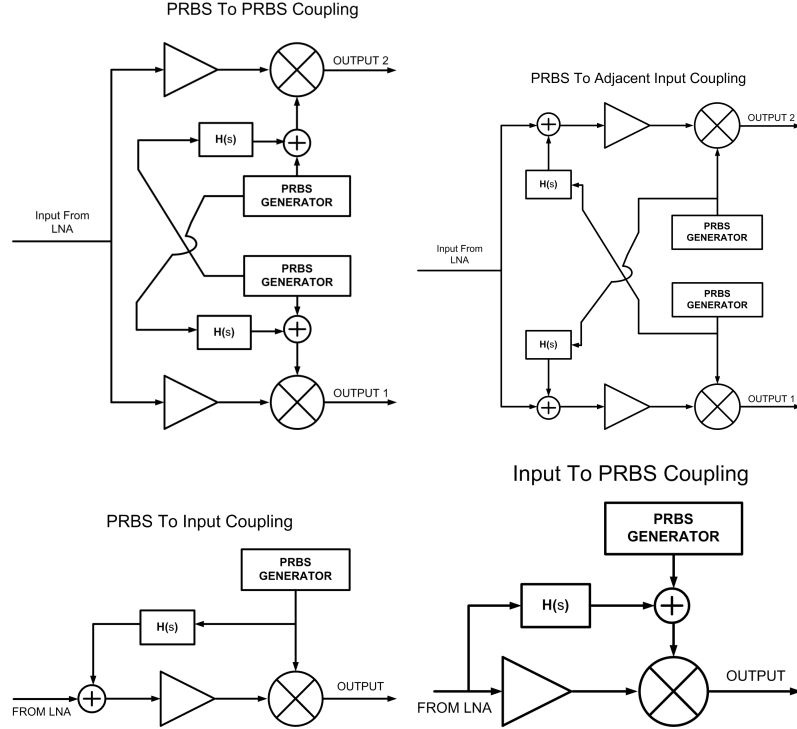 PRBS To PRBS Coupling
OUTPUT 2
H(s)
PRBS
GENERATOR
Input From
LNA
PRBS
GENERATOR
H(s)
OUTPUT 1
PRBS To Adjacent Input Coupling
OUTPUT 2
H(s)
PRBS
GENERATOR
Input From
LNA
PRBS
GENERATOR
H(s)
OUTPUT 1
PRBS To Input Coupling
PRBS
GENERATOR
H(s)
OUTPUT
FROM LNA
Input To PRBS Coupling
PRBS
GENERATOR
H(s)
OUTPUT
FROM LNA